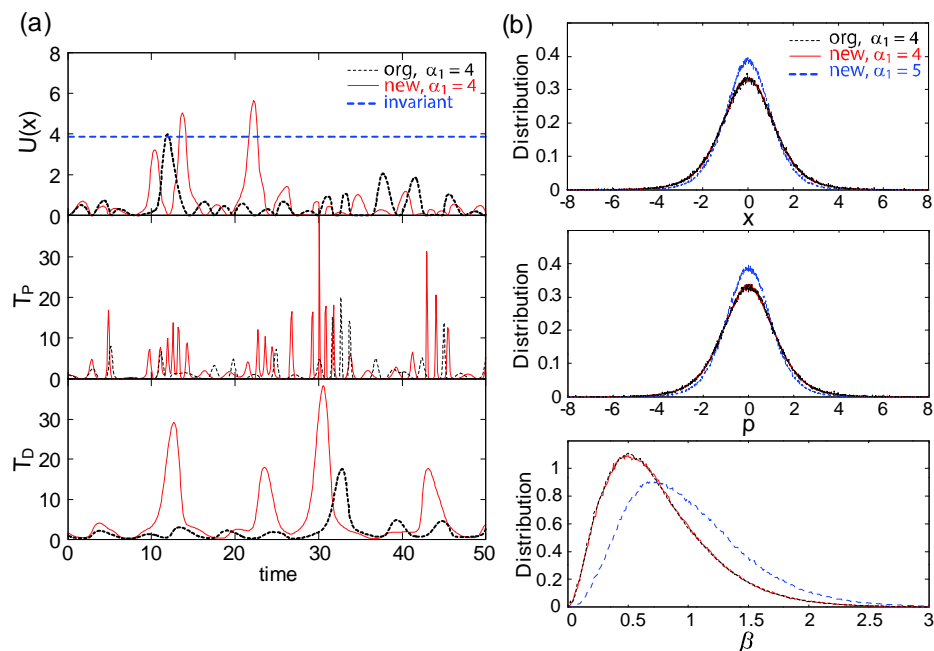 (a)
8
6
4
2
0
U(x)
org, α₁ = 4
new, α₁ = 4
invariant
30
20
10
0
T_P
30
20
10
0
T_D
0 10 20 30 40 50
time
(b)
0.4
0.3
0.2
0.1
0
Distribution
org, α₁ = 4
new, α₁ = 4
new, α₁ = 5
-8 -6 -4 -2 0 2 4 6 8
x
0.4
0.3
0.2
0.1
0
Distribution
-8 -6 -4 -2 0 2 4 6 8
p
1
0.8
0.6
0.4
0.2
0
Distribution
0 0.5 1 1.5 2 2.5 3
β